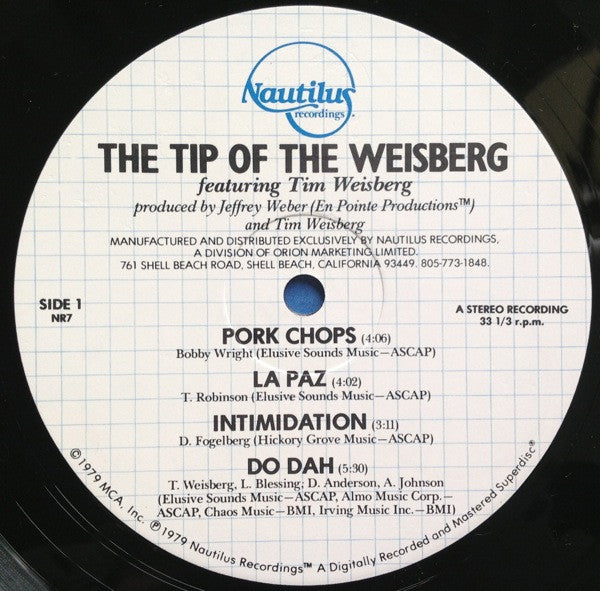 Nautilus
recordings®
THE TIP OF THE WEISBERG
featuring Tim Weisberg
produced by Jeffrey Weber (En Pointe Productions™)
and Tim Weisberg
MANUFACTURED AND DISTRIBUTED EXCLUSIVELY BY NAUTILUS RECORDINGS,
A DIVISION OF ORION MARKETING LIMITED.
761 SHELL BEACH ROAD, SHELL BEACH, CALIFORNIA 93449. 805-773-1848.
SIDE 1
NR7
A STEREO RECORDING
33 1/3 r.p.m.
PORK CHOPS (4:06)
Bobby Wright (Elusive Sounds Music—ASCAP)
LA PAZ (4:02)
T. Robinson (Elusive Sounds Music—ASCAP)
INTIMIDATION (3:11)
D. Fogelberg (Hickory Grove Music—ASCAP)
DO DAH (5:30)
T. Weisberg, L. Blessing; D. Anderson, A. Johnson
(Elusive Sounds Music—ASCAP, Almo Music Corp.—
ASCAP, Chaos Music—BMI, Irving Music Inc.—BMI)
©1979 MCA, Inc. ℗1979 Nautilus Recordings™ A Digitally Recorded and Mastered Superdisc®